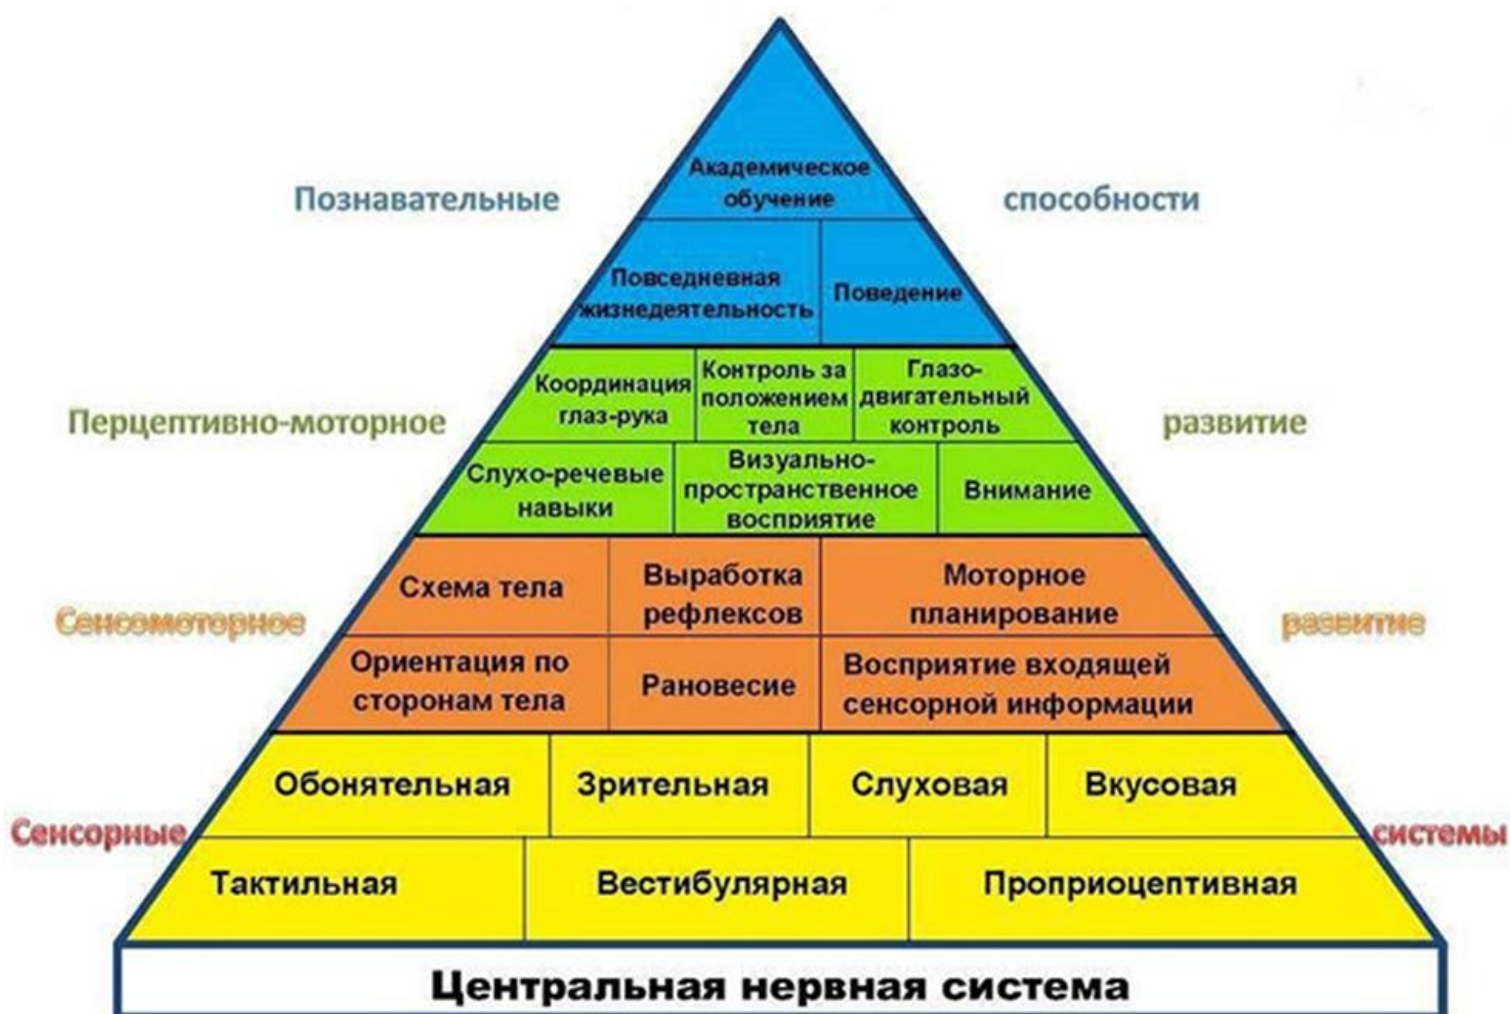 Академическое
обучение
Познавательные способности
Повседневная
жизнедеятельность
Поведение
Координация
глаз-рука
Контроль за
положением
тела
Глазо-
двигательный
контроль
Перцептивно-моторное развитие
Слухо-речевые
навыки
Визуально-
пространственное
восприятие
Внимание
Схема тела
Выработка
рефлексов
Моторное
планирование
Сенсомоторное развитие
Ориентация по
сторонам тела
Рановесие
Восприятие входящей
сенсорной информации
Обонятельная
Зрительная
Слуховая
Вкусовая
Сенсорные системы
Тактильная
Вестибулярная
Проприоцептивная
Центральная нервная система